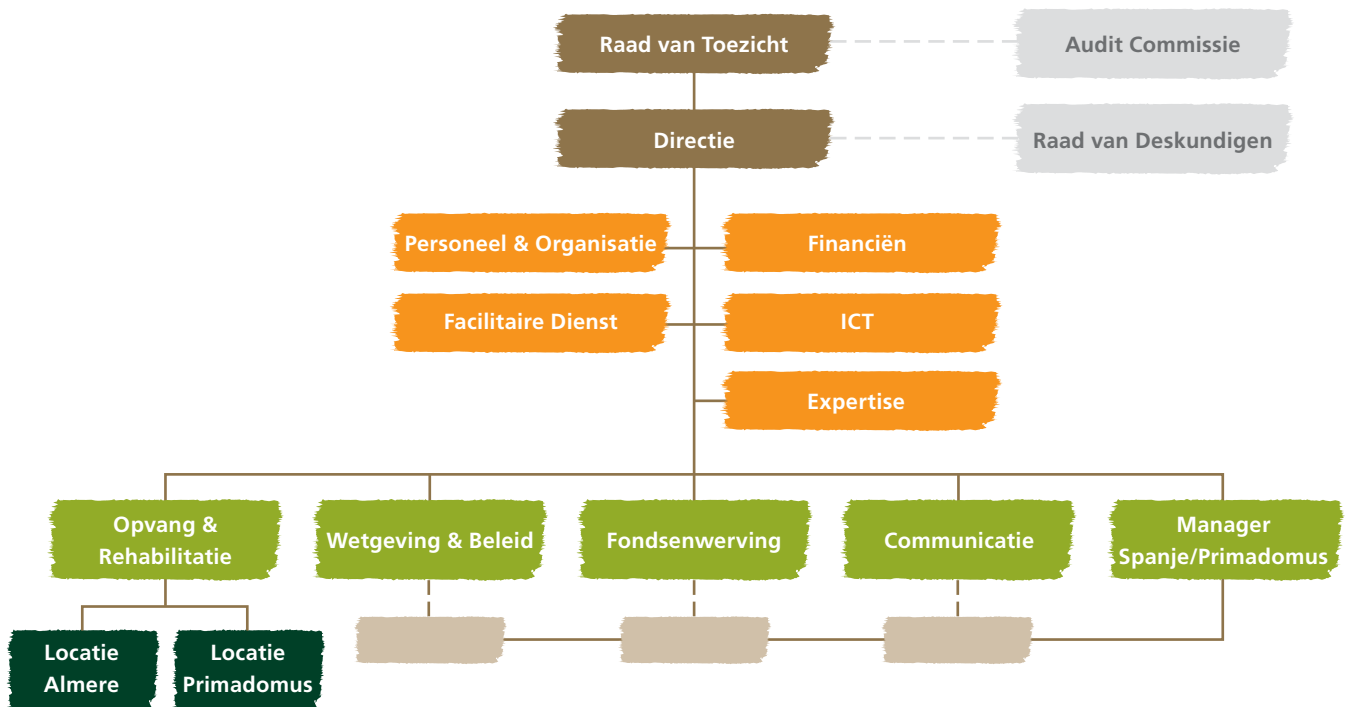 Raad van Toezicht
Audit Commissie
Directie
Raad van Deskundigen
Personeel & Organisatie
Financiën
Facilitaire Dienst
ICT
Expertise
Opvang &
Rehabilitatie
Wetgeving & Beleid
Fondsenwerving
Communicatie
Manager
Spanje/Primadomus
Locatie
Almere
Locatie
Primadomus